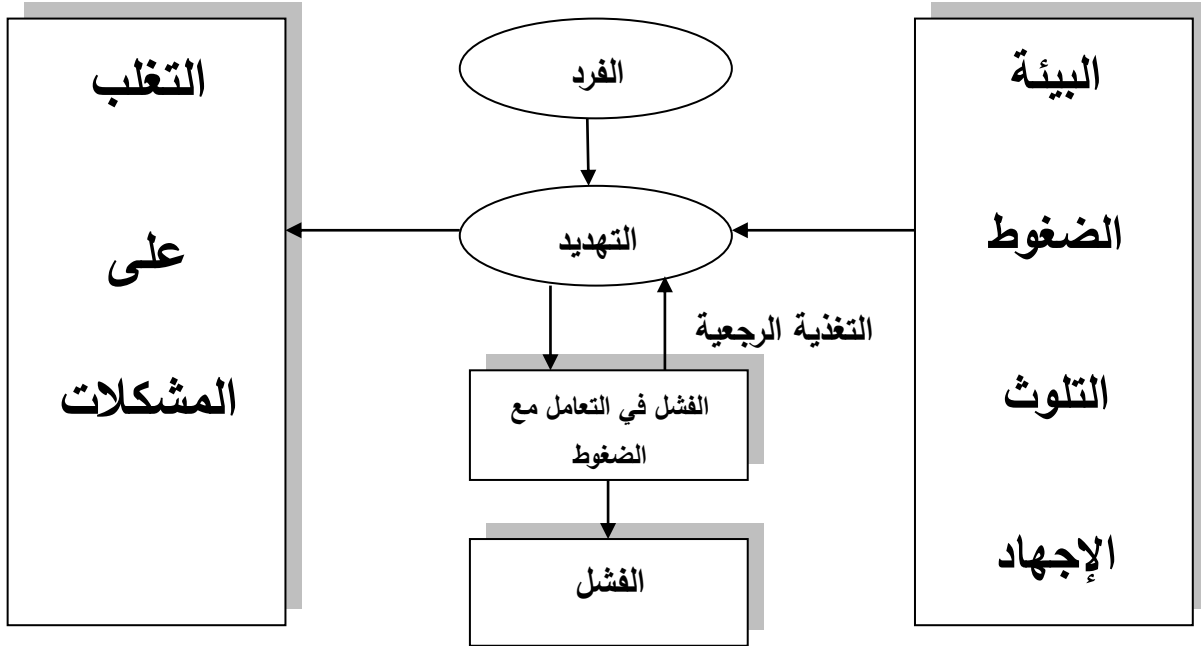 البيئة
الضغوط
التلوث
الإجهاد
الفرد
التهديد
التغذية الرجعية
الفشل في التعامل مع
الضغوط
الفشل
التغلب
على
المشكلات